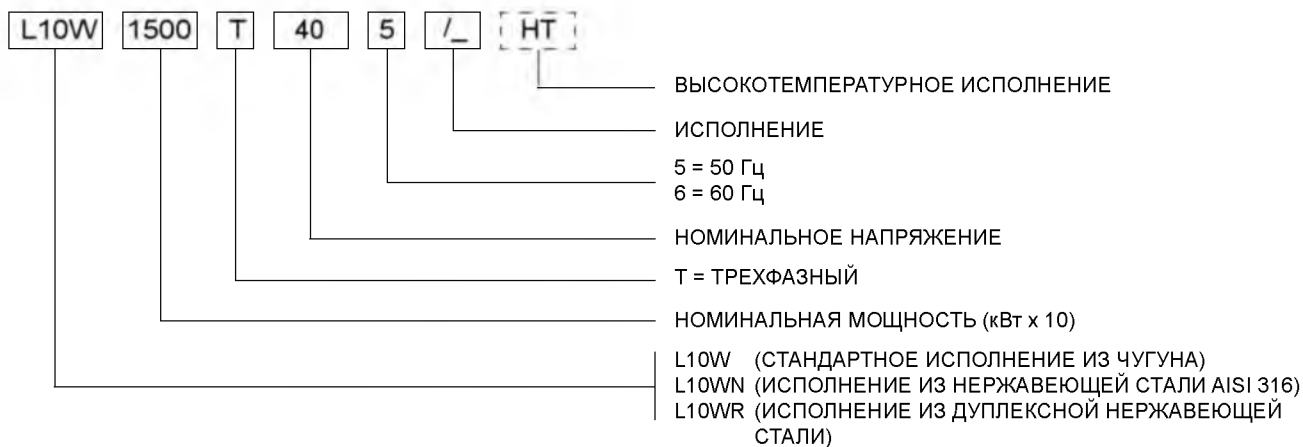 L10W 1500 T 40 5 /_ HT
ВЫСОКОТЕМПЕРАТУРНОЕ ИСПОЛНЕНИЕ
ИСПОЛНЕНИЕ
5 = 50 Гц
6 = 60 Гц
НОМИНАЛЬНОЕ НАПРЯЖЕНИЕ
T = ТРЕХФАЗНЫЙ
НОМИНАЛЬНАЯ МОЩНОСТЬ (кВт x 10)
L10W (СТАНДАРТНОЕ ИСПОЛНЕНИЕ ИЗ ЧУГУНА)
L10WN (ИСПОЛНЕНИЕ ИЗ НЕРЖАВЕЮЩЕЙ СТАЛИ AISI 316)
L10WR (ИСПОЛНЕНИЕ ИЗ ДУПЛЕКСНОЙ НЕРЖАВЕЮЩЕЙ
СТАЛИ)